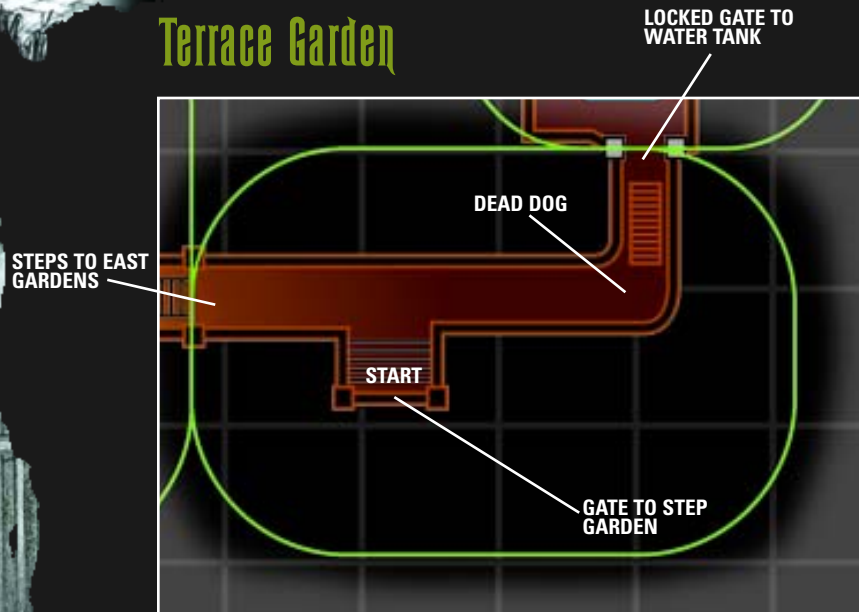 Terrace Garden
LOCKED GATE TO
WATER TANK
DEAD DOG
STEPS TO EAST
GARDENS
START
GATE TO STEP
GARDEN